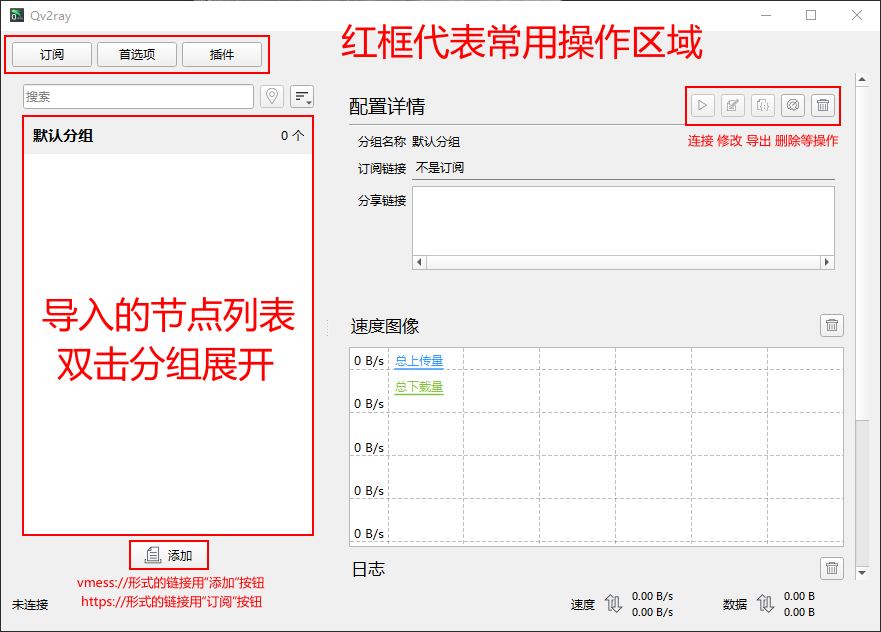 Qv2ray
订阅
首选项
插件
红框代表常用操作区域
搜索
默认分组
0 个
导入的节点列表
双击分组展开
添加
vmess://形式的链接用“添加”按钮
https://形式的链接用“订阅”按钮
未连接
配置详情
连接 修改 导出 删除等操作
分组名称 默认分组
订阅链接 不是订阅
分享链接
速度图像
0 B/s
总上传量
总下载量
0 B/s
0 B/s
0 B/s
0 B/s
日志
速度
0.00 B/s
0.00 B/s
数据
0.00 B
0.00 B